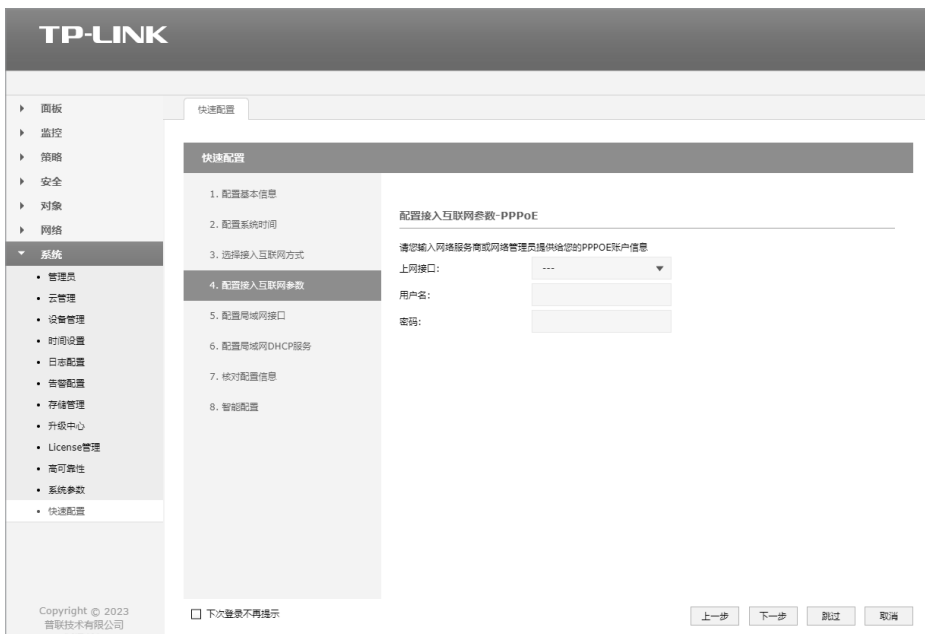 TP-LINK
面板
监控
策略
安全
对象
网络
系统
管理员
云管理
设备管理
时间设置
日志配置
告警配置
存储管理
升级中心
License管理
高可靠性
系统参数
快速配置
Copyright © 2023
普联技术有限公司
快速配置
快速配置
1. 配置基本信息
2. 配置系统时间
3. 选择接入互联网方式
4. 配置接入互联网参数
5. 配置局域网接口
6. 配置局域网DHCP服务
7. 核对配置信息
8. 智能配置
配置接入互联网参数-PPPoE
请您输入网络服务商或网络管理员提供给您的PPPOE账户信息
上网接口: ---
用户名:
密码:
下次登录不再提示
上一步 下一步 跳过 取消